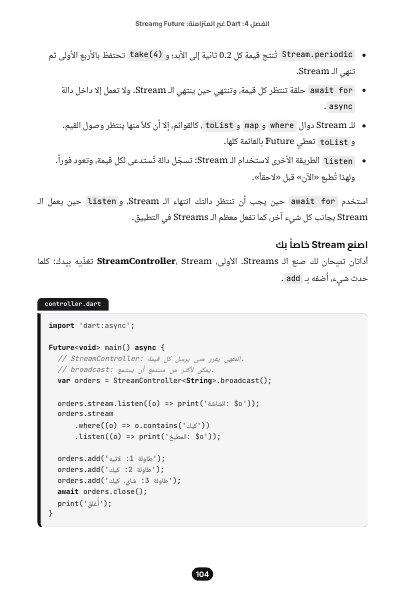 الفصل 4: Dart غير المتزامنة: Future وStream
• Stream.periodic تُنتج قيمة كل 0.2 ثانية إلى الأبد؛ و take(4) تحتفظ بالأربع الأولى ثم
تنهي الـ Stream.
• await for حلقة تنتظر كل قيمة، وتنتهي حين ينتهي الـ Stream. ولا تعمل إلا داخل دالة
async.
• للـ Stream دوال where و map و toList، كالقوائم، إلا أن كلاً منها ينتظر وصول القيم.
و toList تعطي Future بالقائمة كلها.
• listen الطريقة الأخرى لاستخدام الـ Stream: تسجّل دالة تُستدعى لكل قيمة، وتعود فوراً.
ولهذا تُطبع «الآن» قبل «لاحقاً».
استخدم await for حين يجب أن تنتظر دالتك انتهاء الـ Stream، و listen حين يعمل الـ
Stream بجانب كل شيء آخر، كما تفعل معظم الـ Streams في التطبيق.
اصنع Stream خاصاً بك
أداتان تتيحان لك صنع الـ Streams. الأولى، StreamController، Stream تغذّيه بيدك: كلما
حدث شيء، أضفه بـ add.
controller.dart
import 'dart:async';
Future<void> main() async {
// StreamController: للمقهى يقرر متى يرسل كل قيمة.
// broadcast: يمكن لأكثر من مستمع أن يستمع.
var orders = StreamController<String>.broadcast();
orders.stream.listen((o) => print('الشاشة: $o'));
orders.stream
.where((o) => o.contains('كيك'))
.listen((o) => print('المطبخ: $o'));
orders.add('طاولة 1: لاتيه');
orders.add('طاولة 2: كيك');
orders.add('طاولة 3: شاي، كيك');
await orders.close();
print('أُغلق');
}
104